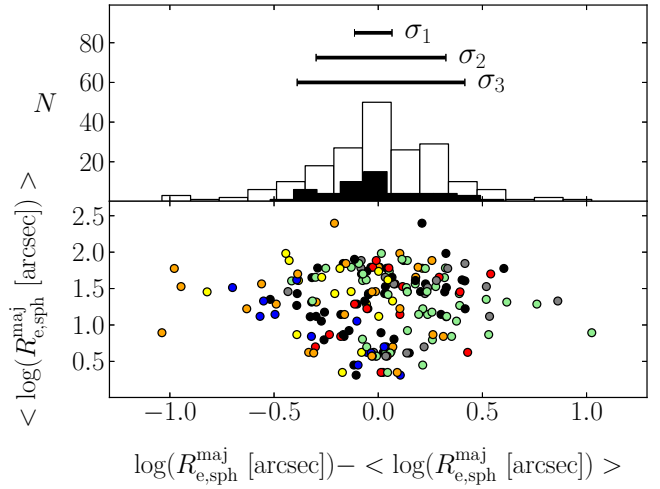 80
60
40
20
N
σ₁
σ₂
σ₃
2.5
2.0
1.5
1.0
0.5
< log(R^maj_e,sph [arcsec]) >
−1.0 −0.5 0.0 0.5 1.0
log(R^maj_e,sph [arcsec])− < log(R^maj_e,sph [arcsec]) >